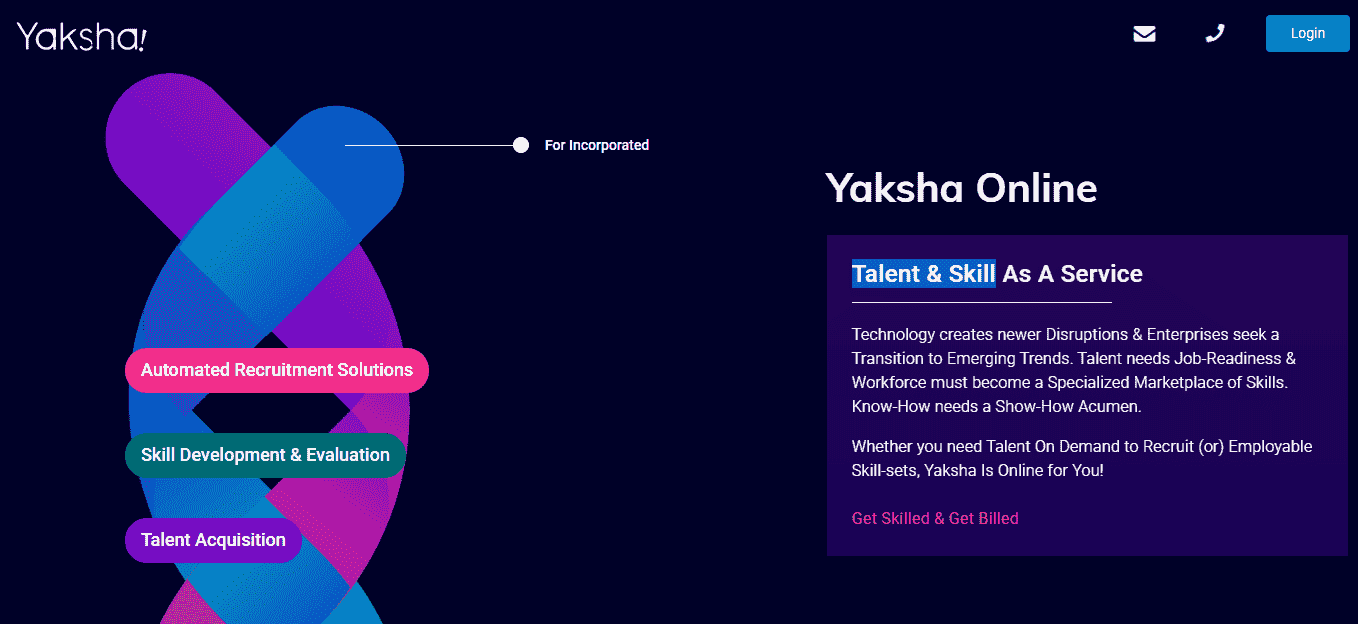 Yaksha!
Login
For Incorporated
Automated Recruitment Solutions
Skill Development & Evaluation
Talent Acquisition
Yaksha Online
Talent & Skill As A Service
Technology creates newer Disruptions & Enterprises seek a
Transition to Emerging Trends. Talent needs Job-Readiness &
Workforce must become a Specialized Marketplace of Skills.
Know-How needs a Show-How Acumen.
Whether you need Talent On Demand to Recruit (or) Employable
Skill-sets, Yaksha Is Online for You!
Get Skilled & Get Billed